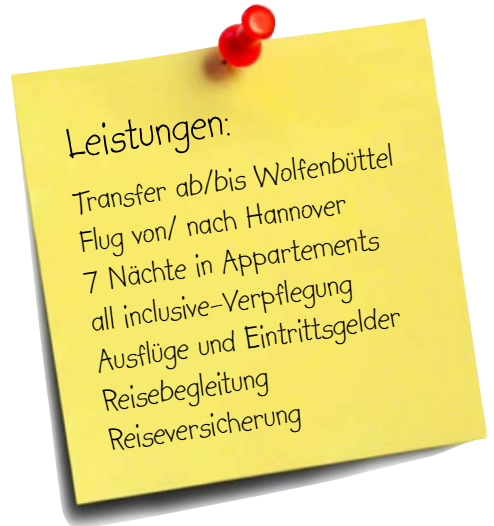 Leistungen:
Transfer ab/bis Wolfenbüttel
Flug von/ nach Hannover
7 Nächte in Appartements
all inclusive-Verpflegung
Ausflüge und Eintrittsgelder
Reisebegleitung
Reiseversicherung